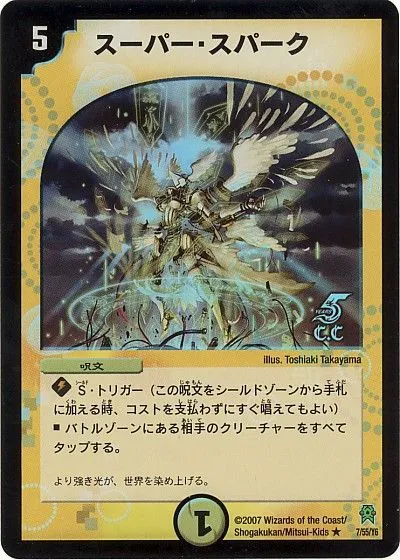 5
スーパー・スパーク
5 YEARS
C.C
illus. Toshiaki Takayama
呪文
S・トリガー（この呪文をシールドゾーンから手札
に加える時、コストを支払わずにすぐ唱えてもよい）
■ バトルゾーンにある相手のクリーチャーをすべて
タップする。
より強き光が、世界を染め上げる。
1
©2007 Wizards of the Coast/
Shogakukan/Mitsui-Kids ★ 7/55/Y6